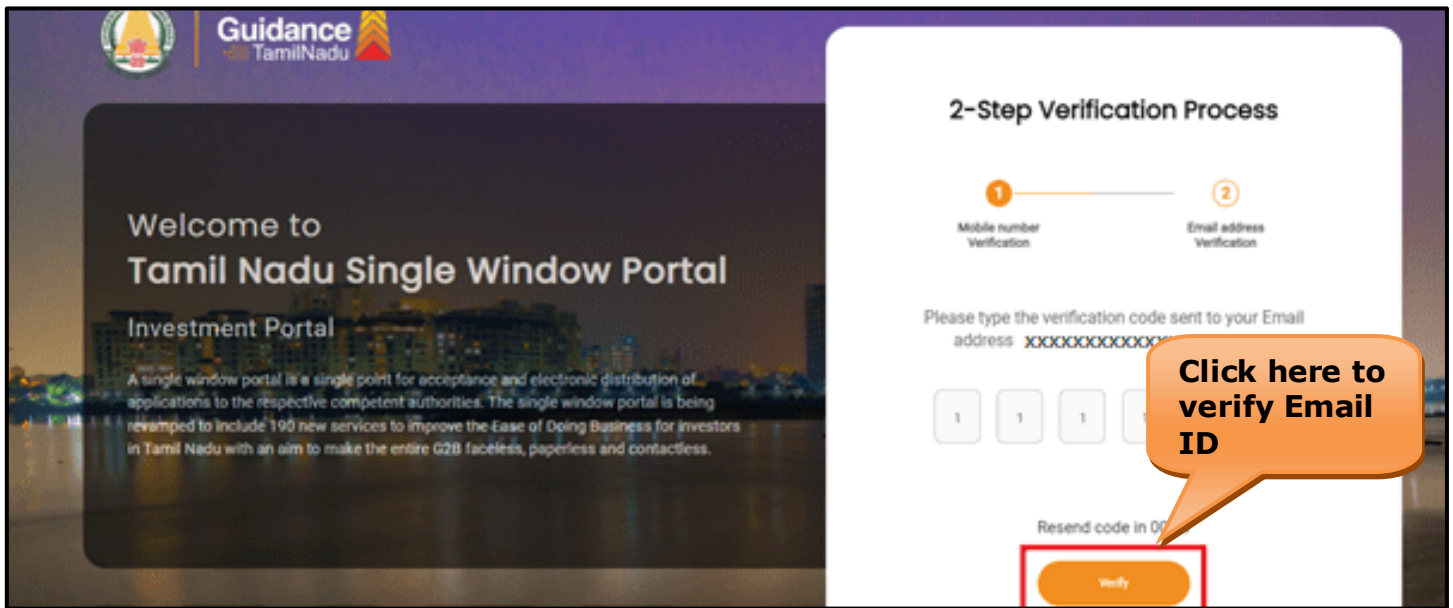 Guidance
TamilNadu
Welcome to
Tamil Nadu Single Window Portal
Investment Portal
A single window portal is a single point for acceptance and electronic distribution of
applications to the respective competent authorities. The single window portal is being
revamped to include 190 new services to improve the Ease of Doing Business for investors
in Tamil Nadu with an aim to make the entire G2B faceless, paperless and contactless.
2-Step Verification Process
1
2
Mobile number
Verification
Email address
Verification
Please type the verification code sent to your Email
address XXXXXXXXXXXXX
1 1 1 1
Click here to
verify Email
ID
Resend code in 00
Verify